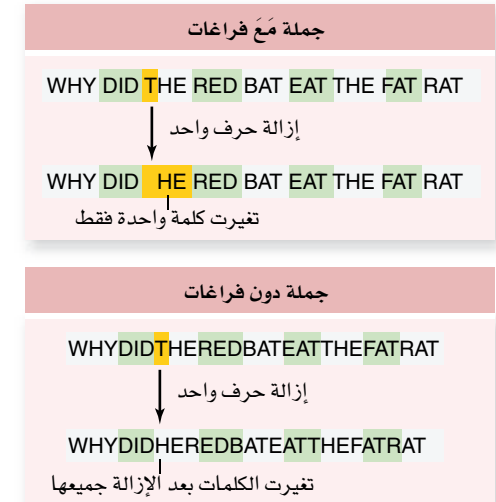 جملة مَعَ فراغات
WHY DID THE RED BAT EAT THE FAT RAT
إزالة حرف واحد
WHY DID HE RED BAT EAT THE FAT RAT
تغيرت كلمة واحدة فقط
جملة دون فراغات
WHYDIDTHEREDBATEATTHEFATRAT
إزالة حرف واحد
WHYDIDHEREDBATEATTHEFATRAT
تغيرت الكلمات بعد الإزالة جميعها